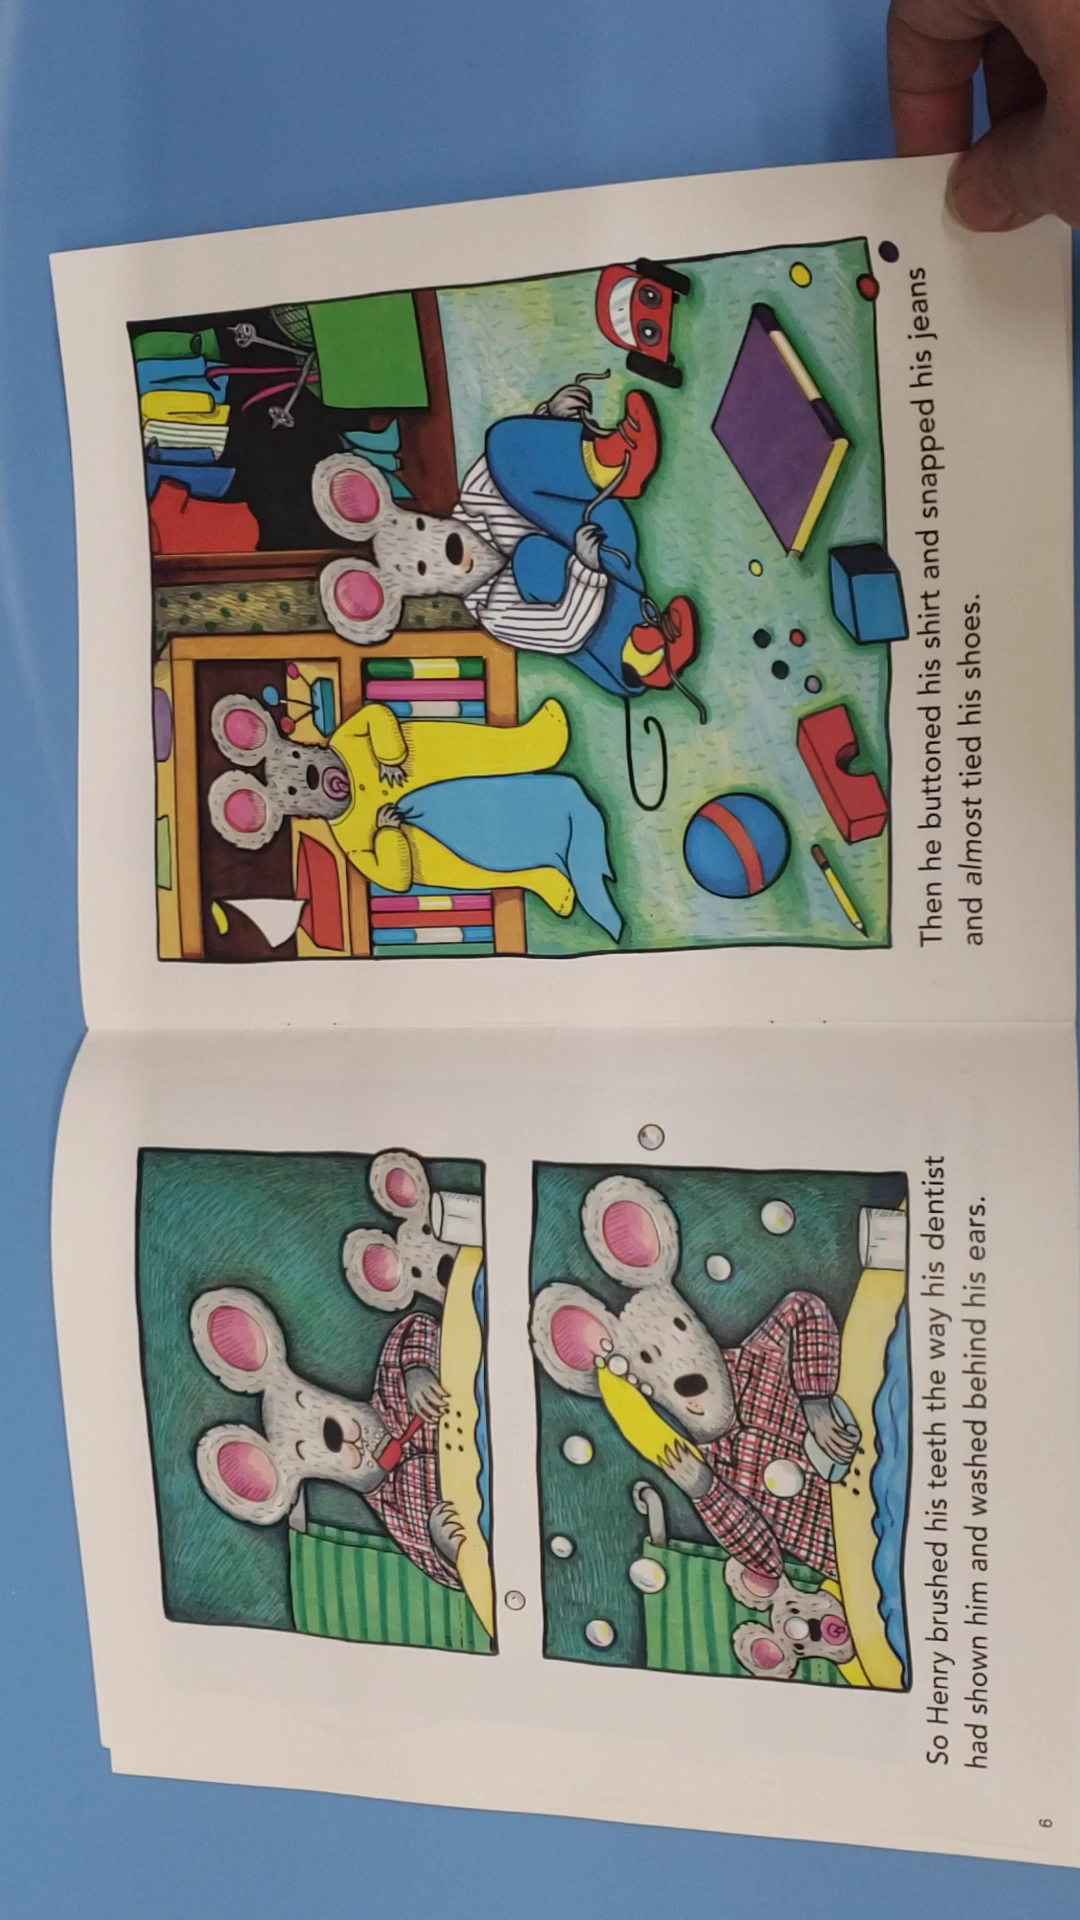 So Henry brushed his teeth the way his dentist
had shown him and washed behind his ears.
6
Then he buttoned his shirt and snapped his jeans
and almost tied his shoes.